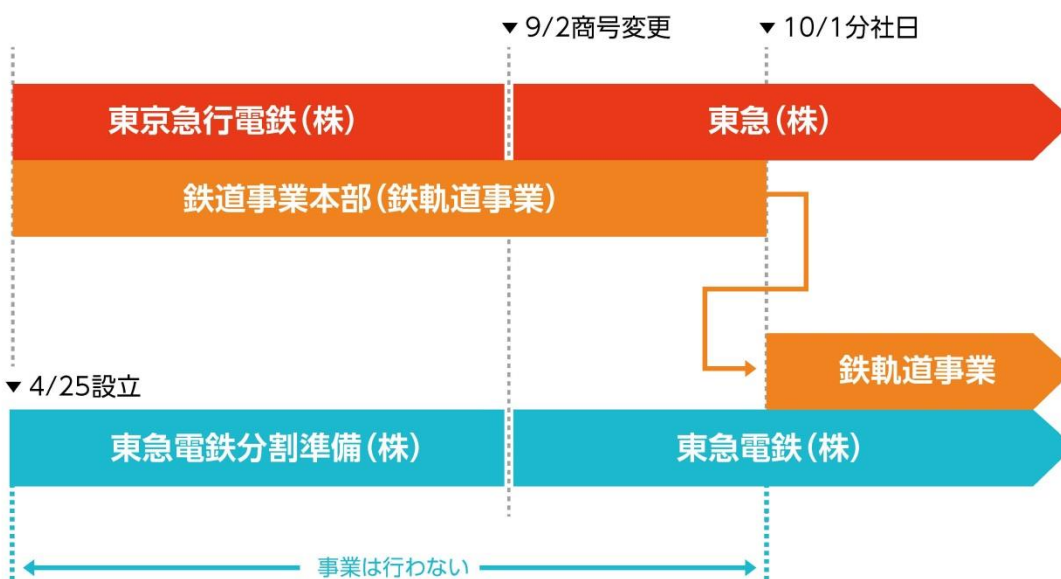 ▼ 9/2商号変更
▼ 10/1分社日
東京急行電鉄(株)
東急(株)
鉄道事業本部(鉄軌道事業)
鉄軌道事業
▼ 4/25設立
東急電鉄分割準備(株)
東急電鉄(株)
事業は行わない